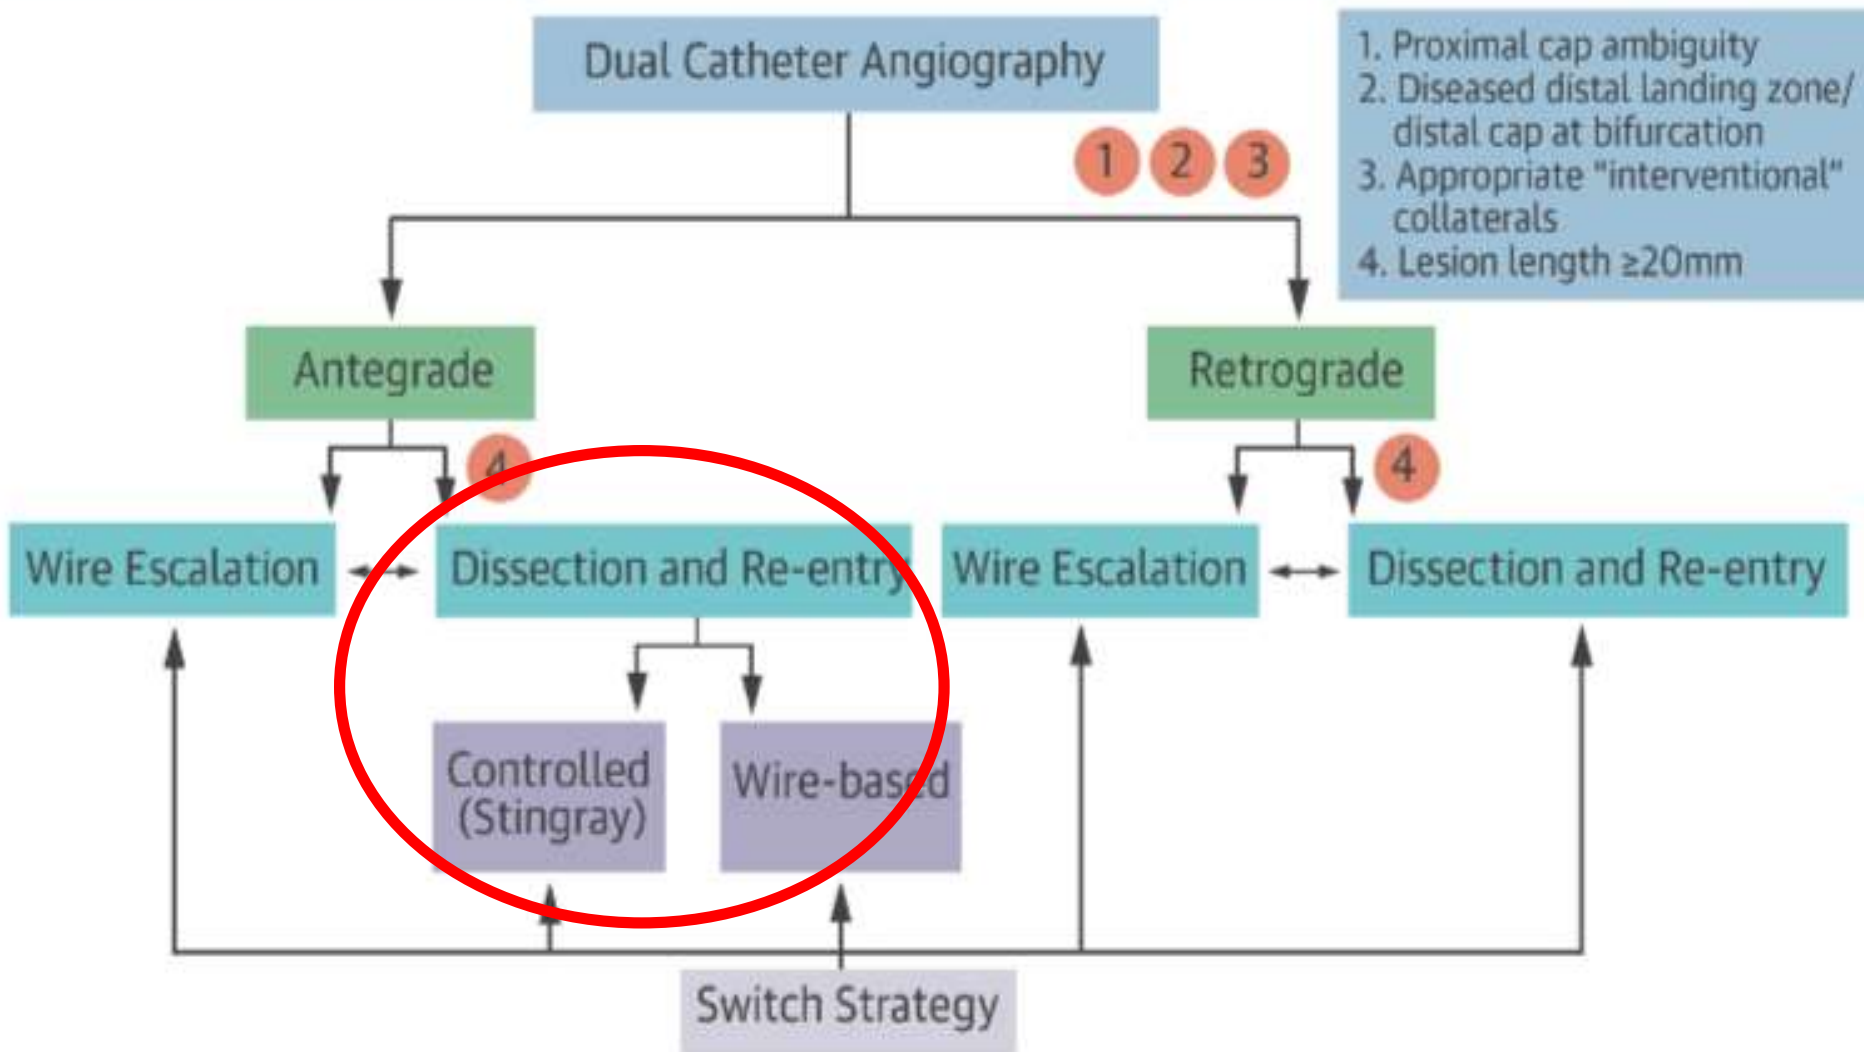 Dual Catheter Angiography
1. Proximal cap ambiguity
2. Diseased distal landing zone/
distal cap at bifurcation
3. Appropriate "interventional"
collaterals
4. Lesion length ≥20mm
1 2 3
Antegrade
Retrograde
4
4
Wire Escalation
Dissection and Re-entry
Wire Escalation
Dissection and Re-entry
Controlled
(Stingray)
Wire-based
Switch Strategy